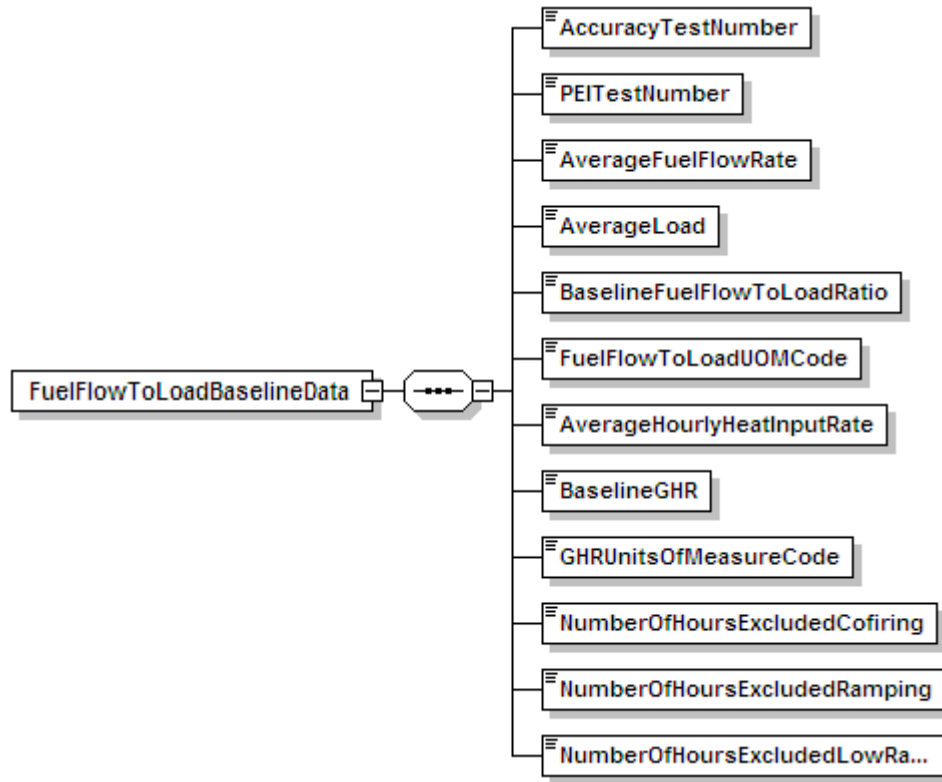 AccuracyTestNumber
PEITestNumber
AverageFuelFlowRate
AverageLoad
BaselineFuelFlowToLoadRatio
FuelFlowToLoadUOMCode
FuelFlowToLoadBaselineData
AverageHourlyHeatInputRate
BaselineGHR
GHRUnitsOfMeasureCode
NumberOfHoursExcludedCofiring
NumberOfHoursExcludedRamping
NumberOfHoursExcludedLowRa...